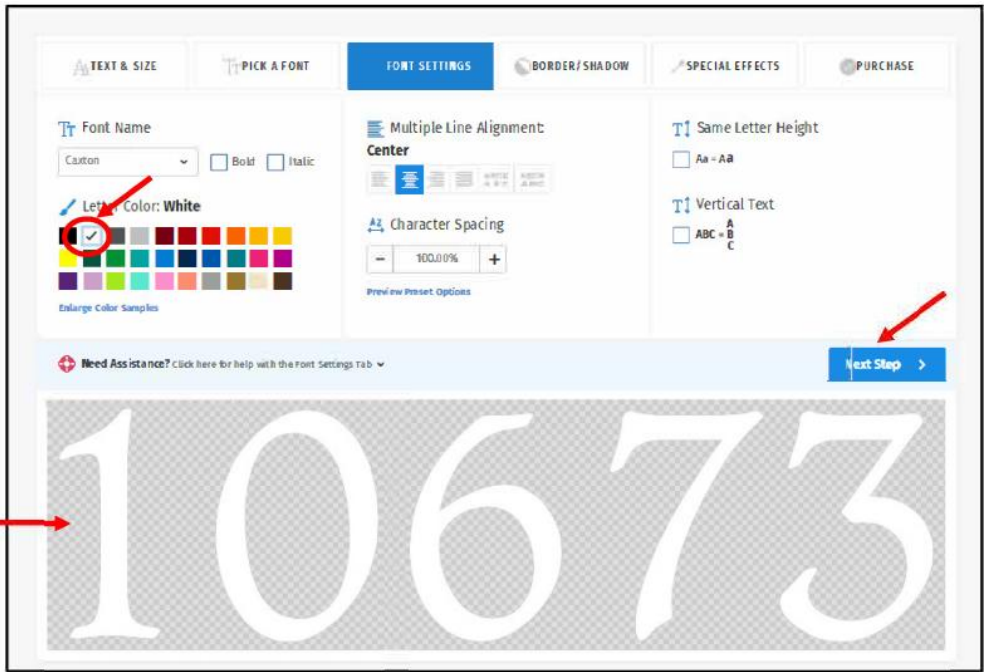 TEXT & SIZE
PICK A FONT
FONT SETTINGS
BORDER/SHADOW
SPECIAL EFFECTS
PURCHASE
Font Name
Caxton
Bold
Italic
Letter Color: White
Enlarge Color Samples
Multiple Line Alignment:
Center
Character Spacing
- 100.00% +
Preview Preset Options
Same Letter Height
Aa = Aa
Vertical Text
ABC = A
B
C
Need Assistance? Click here for help with the Font Settings Tab
Next Step >
10673